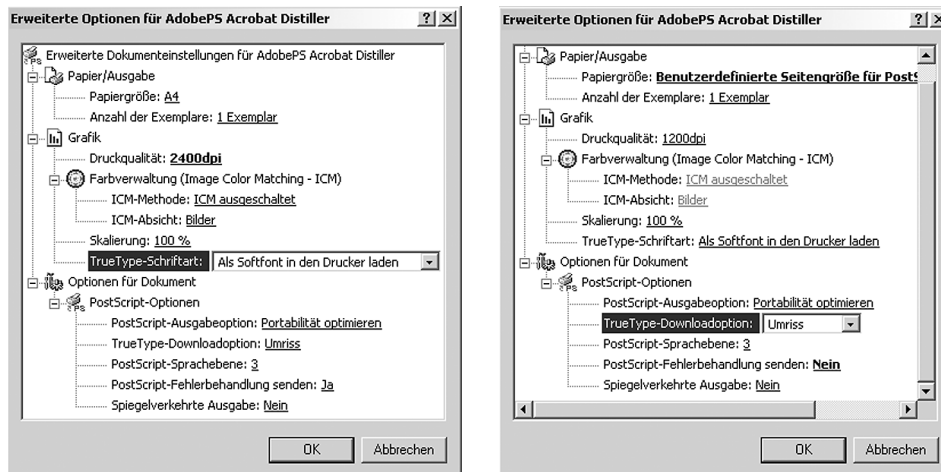 Erweiterte Optionen für AdobePS Acrobat Distiller
Erweiterte Dokumenteinstellungen für AdobePS Acrobat Distiller
Papier/Ausgabe
Papiergröße: A4
Anzahl der Exemplare: 1 Exemplar
Grafik
Druckqualität: 2400dpi
Farbverwaltung (Image Color Matching - ICM)
ICM-Methode: ICM ausgeschaltet
ICM-Absicht: Bilder
Skalierung: 100 %
TrueType-Schriftart: Als Softfont in den Drucker laden
Optionen für Dokument
PostScript-Optionen
PostScript-Ausgabeoption: Portabilität optimieren
TrueType-Downloadoption: Umriss
PostScript-Sprachebene: 3
PostScript-Fehlerbehandlung senden: Ja
Spiegelverkehrte Ausgabe: Nein
OK Abbrechen
Erweiterte Optionen für AdobePS Acrobat Distiller
Papier/Ausgabe
Papiergröße: Benutzerdefinierte Seitengröße für PostS
Anzahl der Exemplare: 1 Exemplar
Grafik
Druckqualität: 1200dpi
Farbverwaltung (Image Color Matching - ICM)
ICM-Methode: ICM ausgeschaltet
ICM-Absicht: Bilder
Skalierung: 100 %
TrueType-Schriftart: Als Softfont in den Drucker laden
Optionen für Dokument
PostScript-Optionen
PostScript-Ausgabeoption: Portabilität optimieren
TrueType-Downloadoption: Umriss
PostScript-Sprachebene: 3
PostScript-Fehlerbehandlung senden: Nein
Spiegelverkehrte Ausgabe: Nein
OK Abbrechen